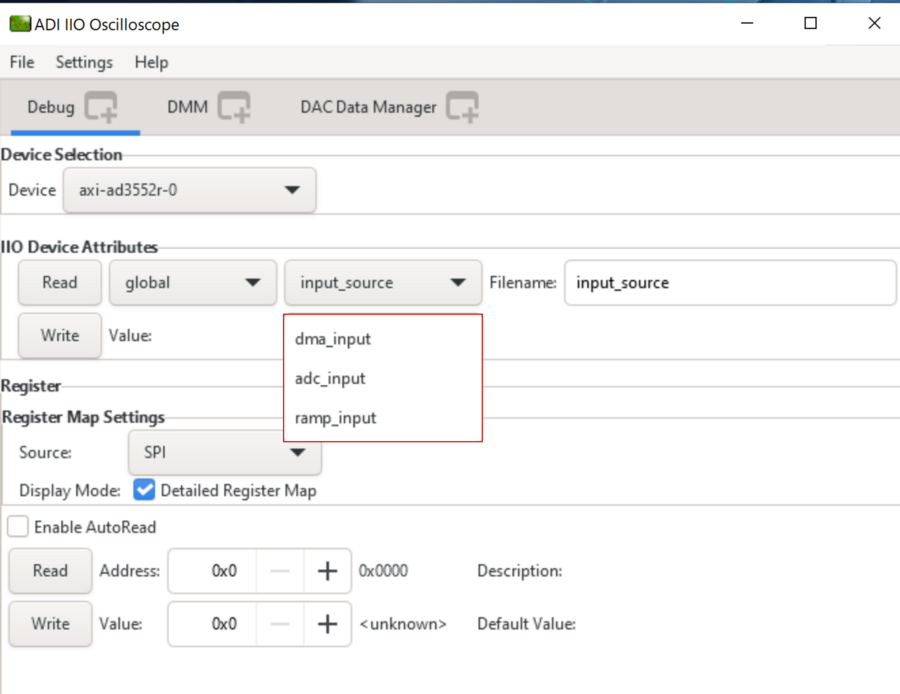 ADI IIO Oscilloscope
File Settings Help
Debug DMM DAC Data Manager
Device Selection
Device axi-ad3552r-0
IIO Device Attributes
Read global input_source Filename: input_source
Write Value:
dma_input
adc_input
ramp_input
Register
Register Map Settings
Source: SPI
Display Mode: Detailed Register Map
Enable AutoRead
Read Address: 0x0 0x0000 Description:
Write Value: 0x0 <unknown> Default Value: